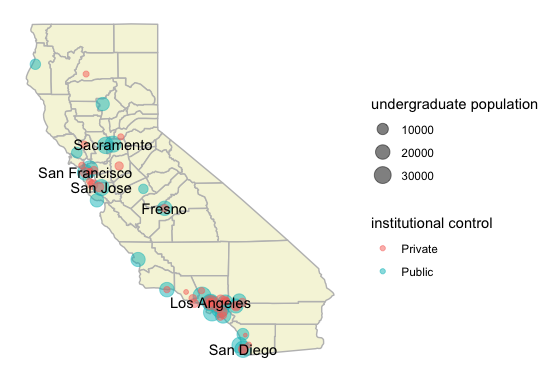 Sacramento
San Francisco
San Jose
Fresno
Los Angeles
San Diego
undergraduate population
10000
20000
30000
institutional control
Private
Public